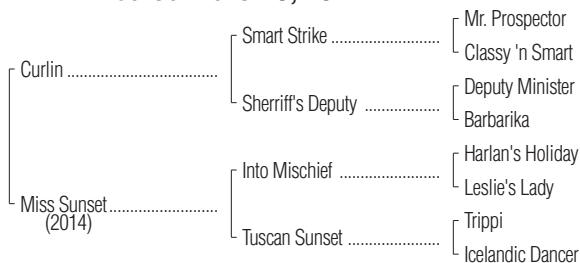 Mr. Prospector
Smart Strike ........................
Classy 'n Smart
Curlin ......................................
Deputy Minister
Sherriff's Deputy ...................
Barbarika
Harlan's Holiday
Into Mischief ........................
Leslie's Lady
Miss Sunset...........................
(2014)
Trippi
Tuscan Sunset ......................
Icelandic Dancer